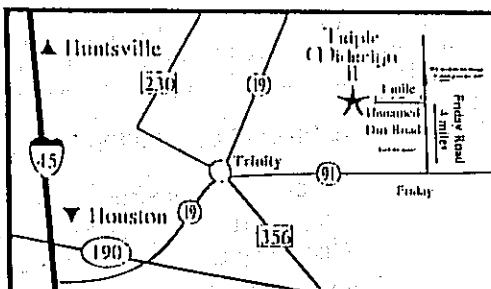 Huntsville
230
19
1 mile
Unnamed
Dirt Road
Friday Road
4 miles
45
Trinity
91
Friday
Houston
19
190
356